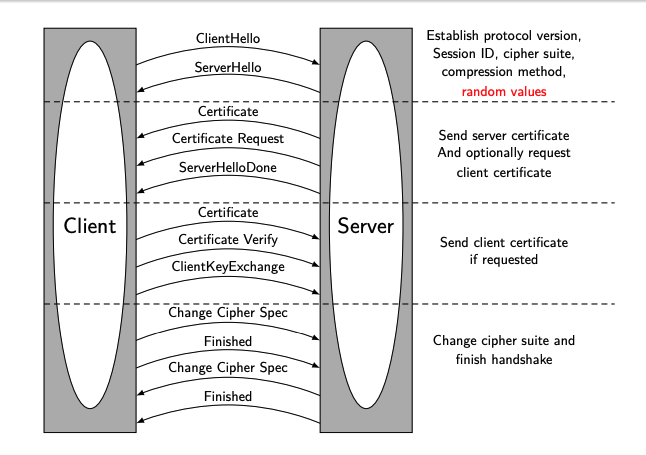 ClientHello
ServerHello
Establish protocol version,
Session ID, cipher suite,
compression method,
random values
Certificate
Certificate Request
ServerHelloDone
Send server certificate
And optionally request
client certificate
Client
Server
Certificate
Certificate Verify
ClientKeyExchange
Send client certificate
if requested
Change Cipher Spec
Finished
Change Cipher Spec
Finished
Change cipher suite and
finish handshake